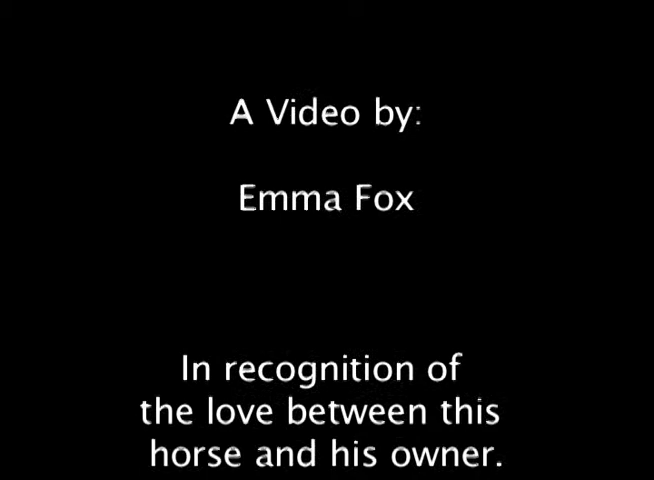 A Video by:
Emma Fox
In recognition of
the love between this
horse and his owner.